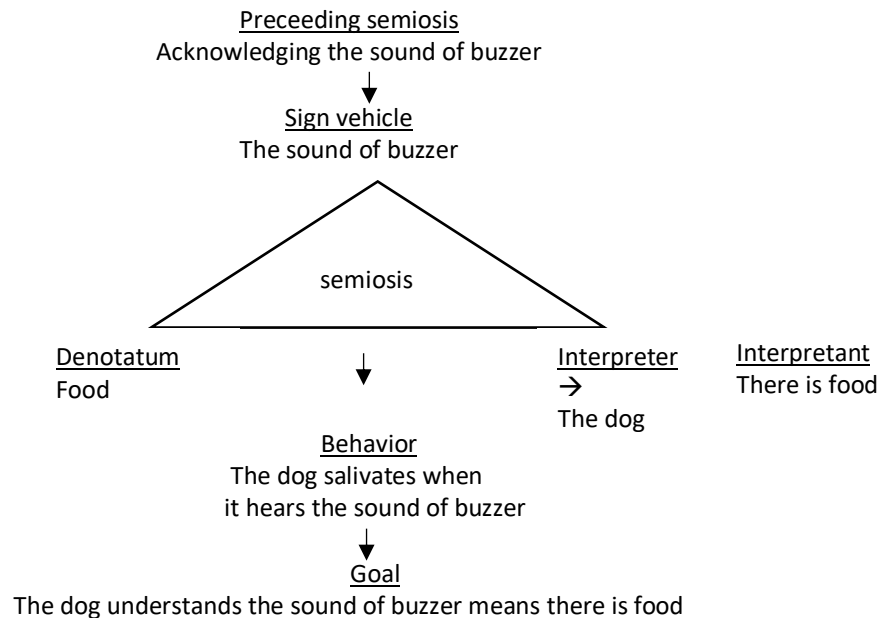 Preceeding semiosis
Acknowledging the sound of buzzer
Sign vehicle
The sound of buzzer
semiosis
Denotatum
Food
Interpreter
→
The dog
Interpretant
There is food
Behavior
The dog salivates when
it hears the sound of buzzer
Goal
The dog understands the sound of buzzer means there is food